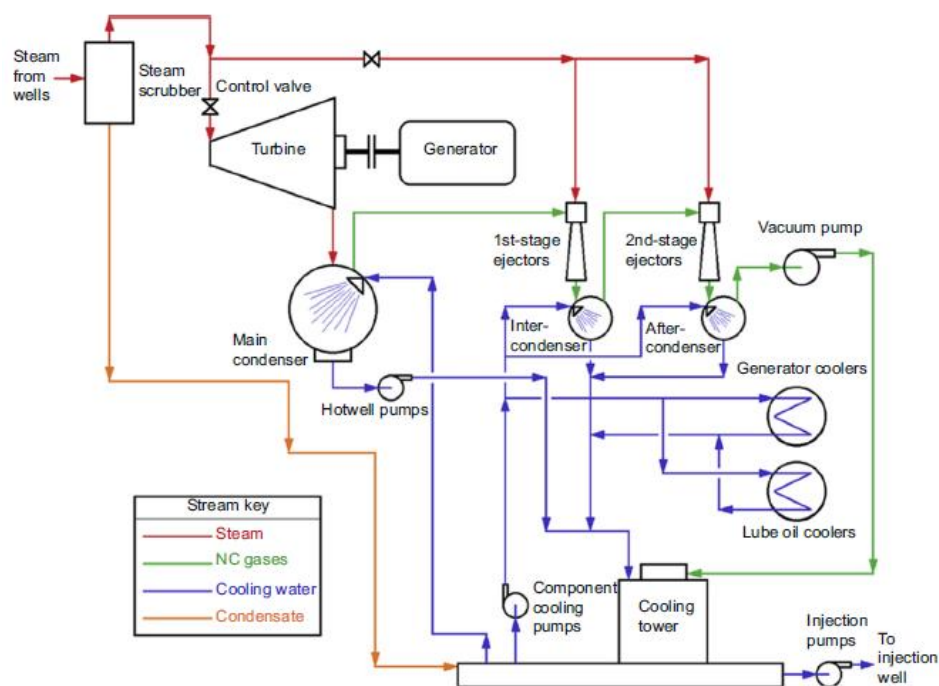 Steam
from
wells
Steam
scrubber
Control valve
Turbine
Generator
1st-stage
ejectors
2nd-stage
ejectors
Vacuum pump
Main
condenser
Inter-
condenser
After-
condenser
Hotwell pumps
Generator coolers
Lube oil coolers
Stream key
Steam
NC gases
Cooling water
Condensate
Component
cooling
pumps
Cooling
tower
Injection
pumps
To
injection
well